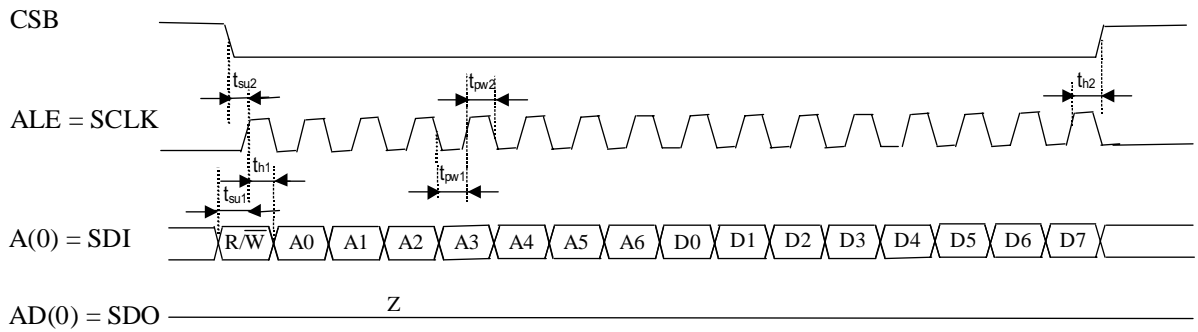 CSB
tsu2
tpw2
th2
ALE = SCLK
th1
tpw1
tsu1
A(0) = SDI
R/W A0 A1 A2 A3 A4 A5 A6 D0 D1 D2 D3 D4 D5 D6 D7
Z
AD(0) = SDO